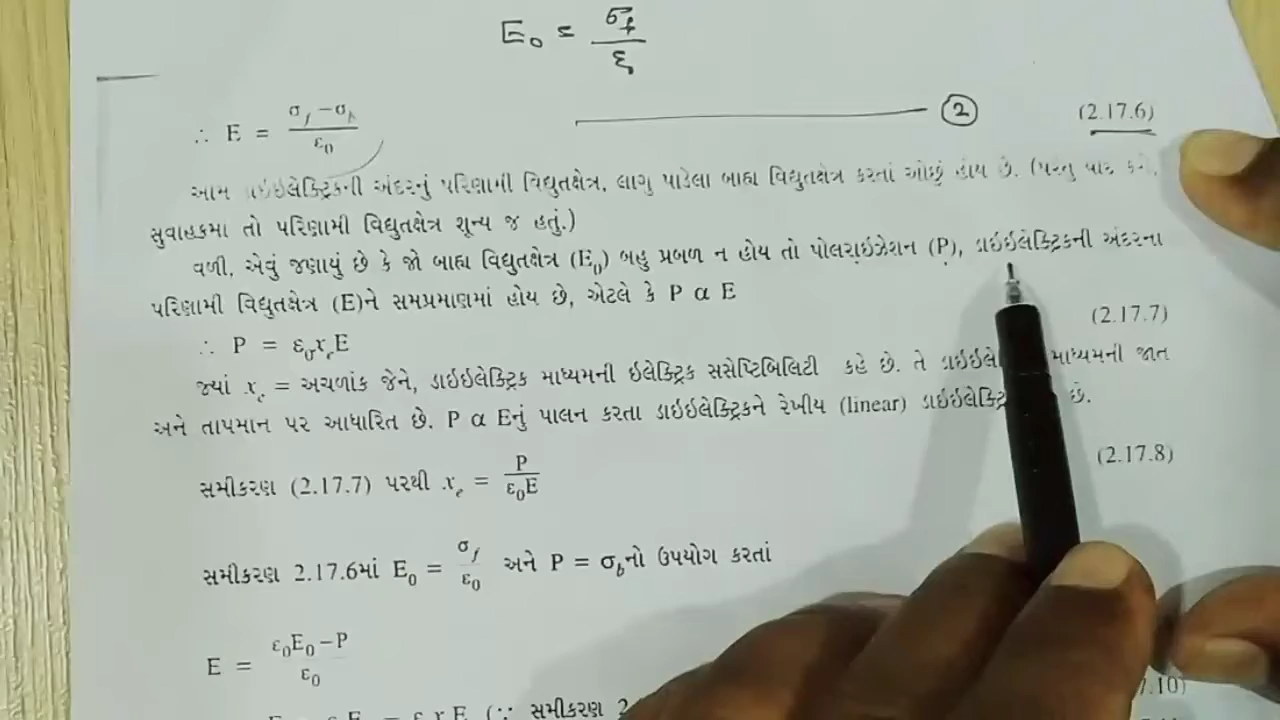 E₀ = σf / ε
∴ E = (σf − σb) / ε₀ ② (2.17.6)
આમ ડાઇઇલેક્ટ્રિકની અંદરનું પરિણામી વિદ્યુતક્ષેત્ર, લાગુ પાડેલા બાહ્ય વિદ્યુતક્ષેત્ર કરતાં ઓછું હોય છે. (પરંતુ યાદ
સુવાહકમા તો પરિણામી વિદ્યુતક્ષેત્ર શૂન્ય જ હતું.)
વળી, એવું જણાયું છે કે જો બાહ્ય વિદ્યુતક્ષેત્ર (E₀) બહુ પ્રબળ ન હોય તો પોલરાઇઝેશન (P), ડાઇઇલેક્ટ્રિકની અંદરના
પરિણામી વિદ્યુતક્ષેત્ર (E)ને સમપ્રમાણમાં હોય છે, એટલે કે P α E
∴ P = ε₀xₑE (2.17.7)
જ્યાં xₑ = અચળાંક જેને, ડાઇઇલેક્ટ્રિક માધ્યમની ઇલેક્ટ્રિક સસેપ્ટિબિલિટી કહે છે. તે માધ્યમની જાત
અને તાપમાન પર આધારિત છે. P α Eનું પાલન કરતા ડાઇઇલેક્ટ્રિકને રેખીય (linear) છે.
સમીકરણ (2.17.7) પરથી xₑ = P / ε₀E (2.17.8)
સમીકરણ 2.17.6માં E₀ = σf / ε₀ અને P = σbનો ઉપયોગ કરતાં
E = (ε₀E₀ − P) / ε₀
(∵ સમીકરણ